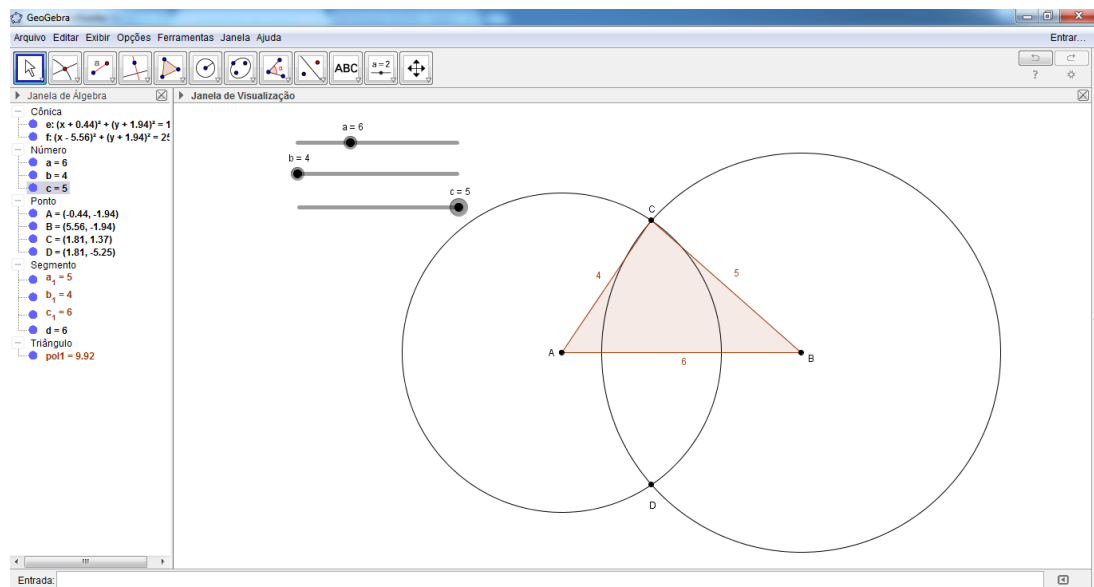 GeoGebra
Arquivo Editar Exibir Opções Ferramentas Janela Ajuda
Entrar...
ABC
a = 2
?
Janela de Álgebra
Janela de Visualização
Cônica
e: (x + 0.44)² + (y + 1.94)² = 1
f: (x - 5.56)² + (y + 1.94)² = 25
Número
a = 6
b = 4
c = 5
Ponto
A = (-0.44, -1.94)
B = (5.56, -1.94)
C = (1.81, 1.37)
D = (1.81, -5.25)
Segmento
a₁ = 5
b₁ = 4
c₁ = 6
d = 6
Triângulo
pol1 = 9.92
a = 6
b = 4
c = 5
C
4
5
A
6
B
D
Entrada: